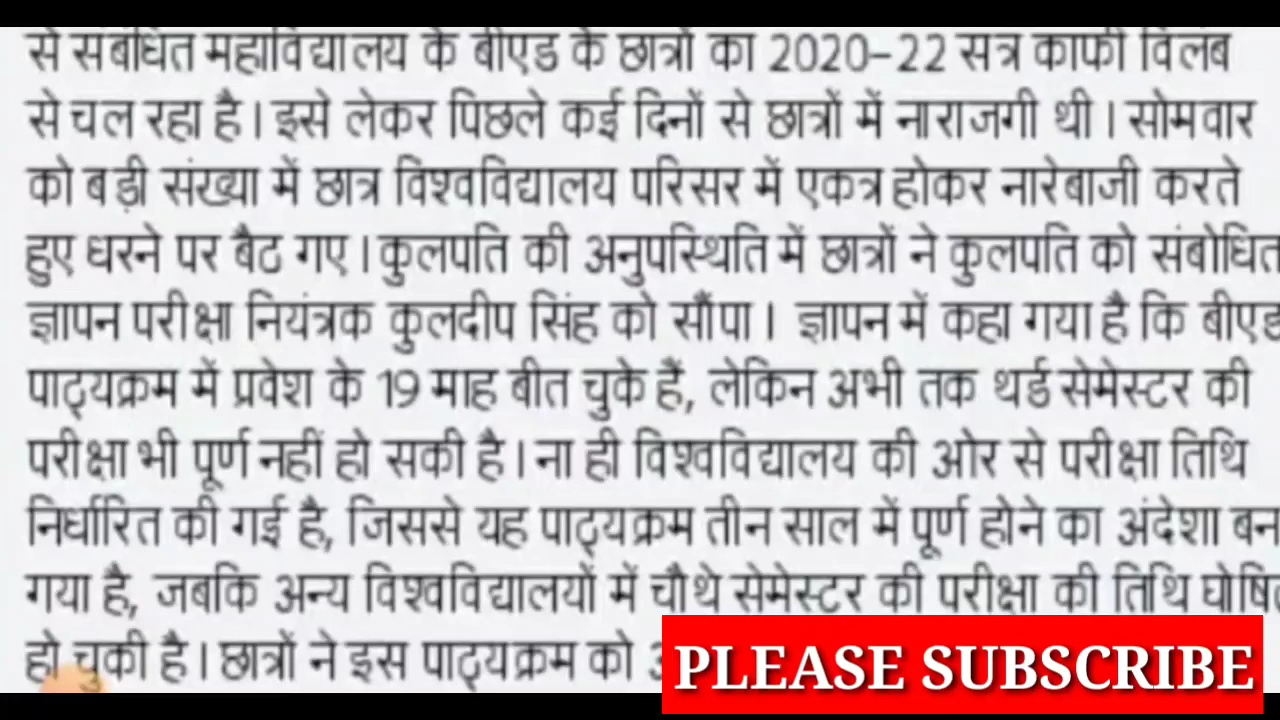 से संबंधित महाविद्यालय के बीएड के छात्रों का 2020-22 सत्र काफी विलंब
से चल रहा है। इसे लेकर पिछले कई दिनों से छात्रों में नाराजगी थी। सोमवार
को बड़ी संख्या में छात्र विश्वविद्यालय परिसर में एकत्र होकर नारेबाजी करते
हुए धरने पर बैठ गए। कुलपति की अनुपस्थिति में छात्रों ने कुलपति को संबोधित
ज्ञापन परीक्षा नियंत्रक कुलदीप सिंह को सौंपा। ज्ञापन में कहा गया है कि बीएड
पाठ्यक्रम में प्रवेश के 19 माह बीत चुके हैं, लेकिन अभी तक थर्ड सेमेस्टर की
परीक्षा भी पूर्ण नहीं हो सकी है। ना ही विश्वविद्यालय की ओर से परीक्षा तिथि
निर्धारित की गई है, जिससे यह पाठ्यक्रम तीन साल में पूर्ण होने का अंदेशा बन
गया है, जबकि अन्य विश्वविद्यालयों में चौथे सेमेस्टर की परीक्षा की तिथि
हो चुकी है। छात्रों ने इस पाठ्यक्रम को
PLEASE SUBSCRIBE